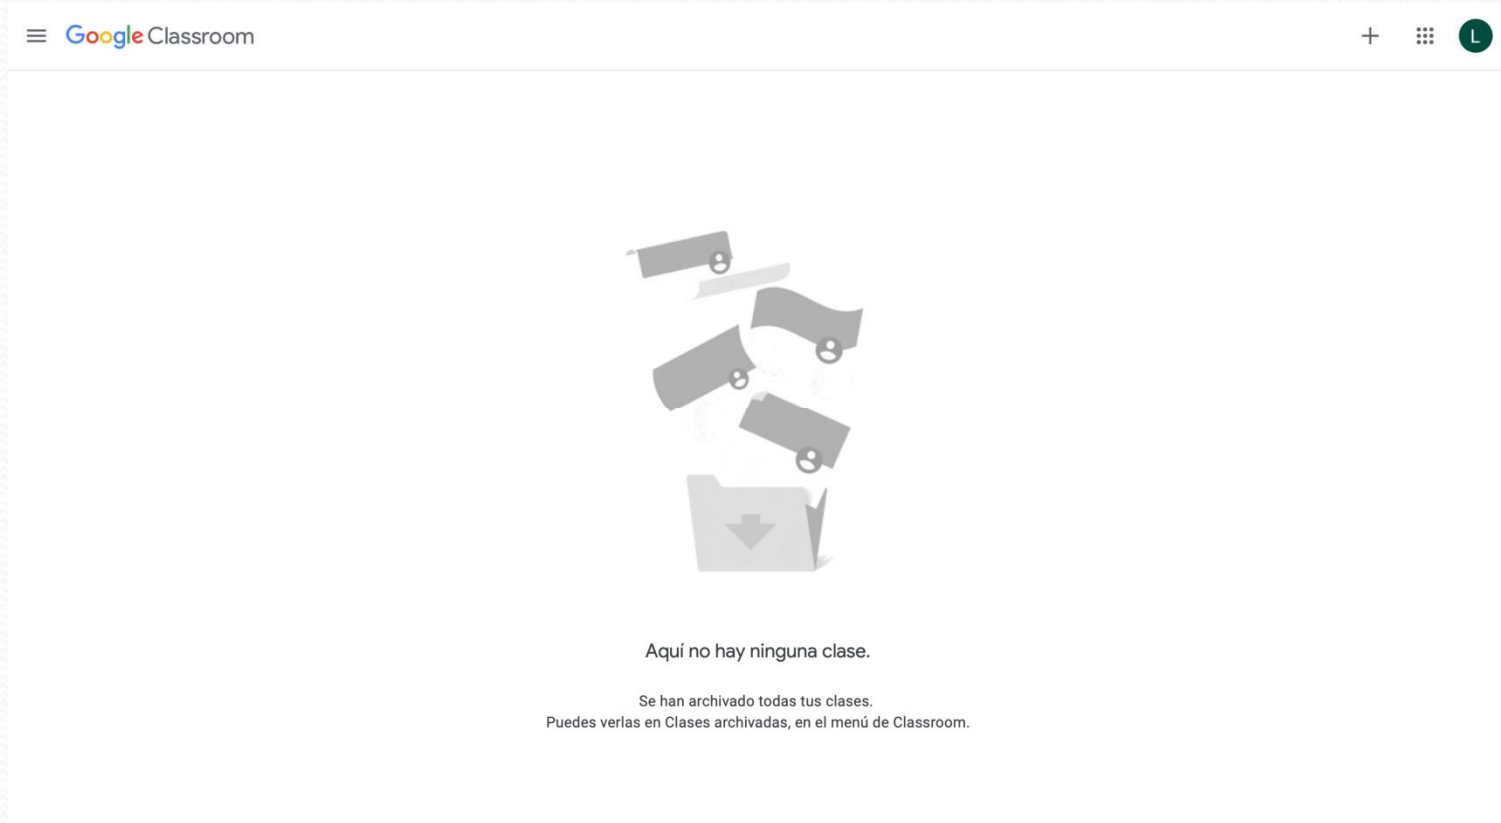 Google Classroom
L
Aquí no hay ninguna clase.
Se han archivado todas tus clases.
Puedes verlas en Clases archivadas, en el menú de Classroom.